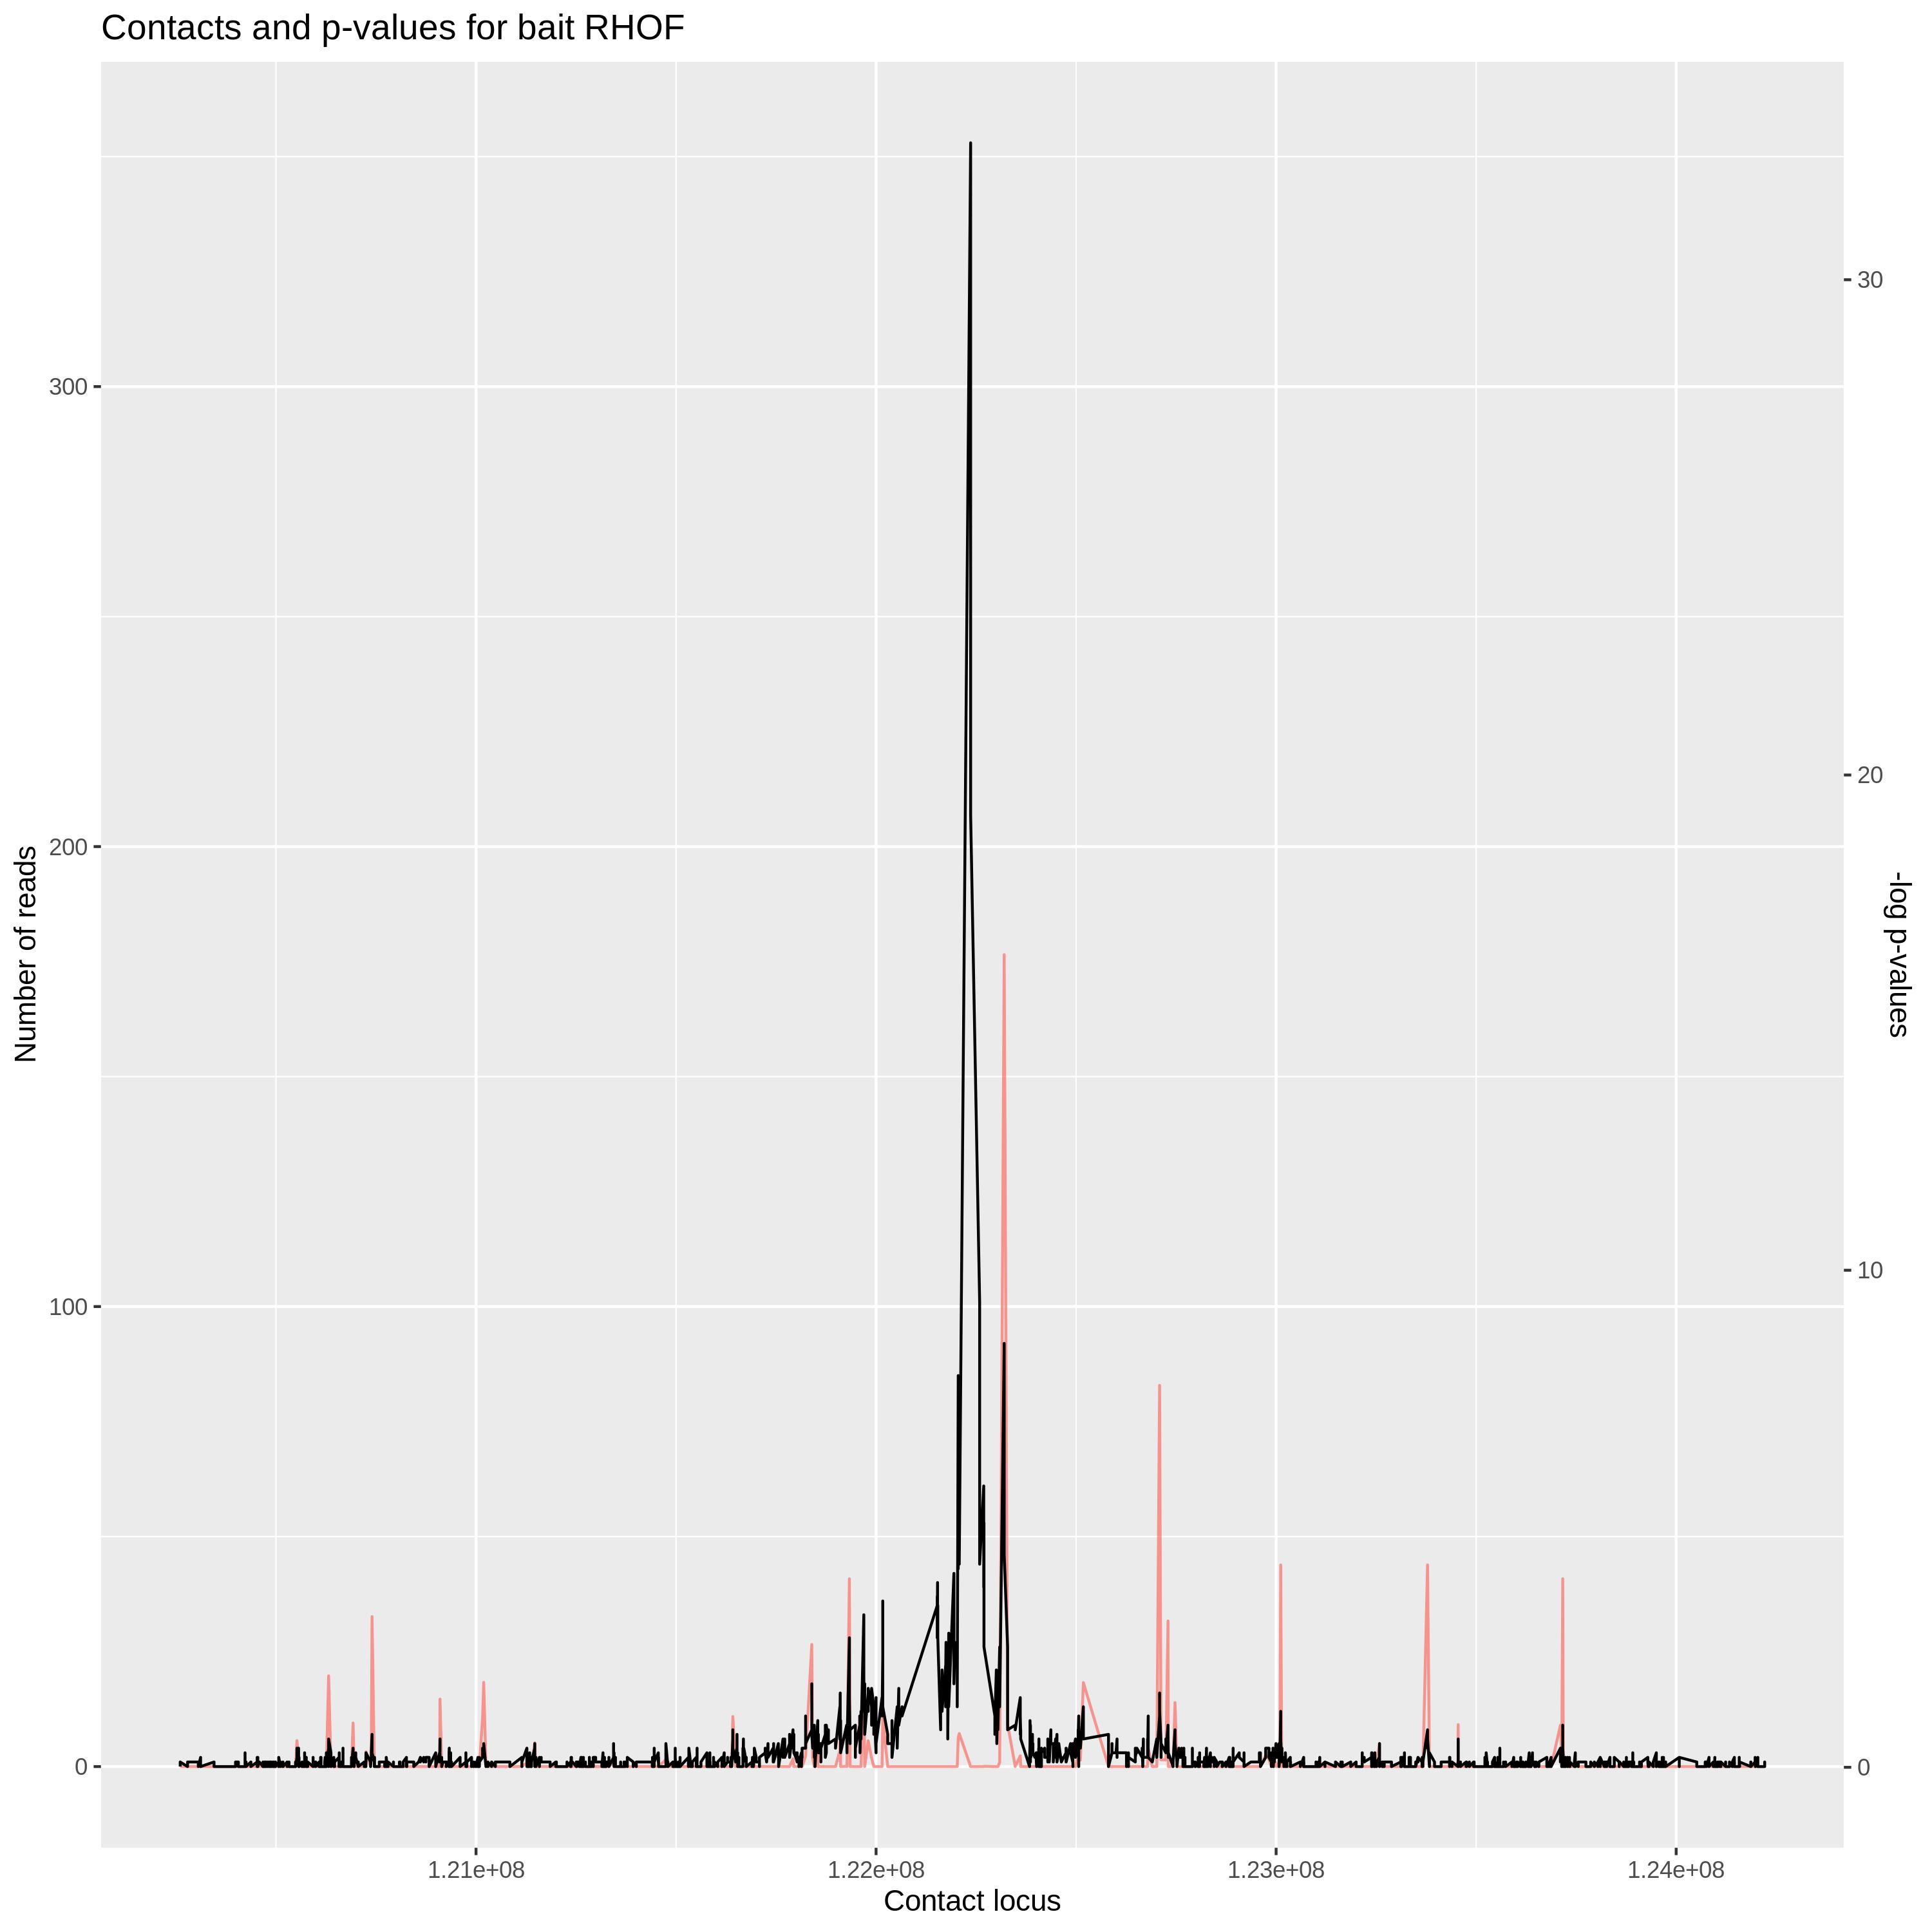 Contacts and p-values for bait RHOF
Number of reads
300
200
100
0
30
20
10
0
-log p-values
1.21e+08
1.22e+08
1.23e+08
1.24e+08
Contact locus